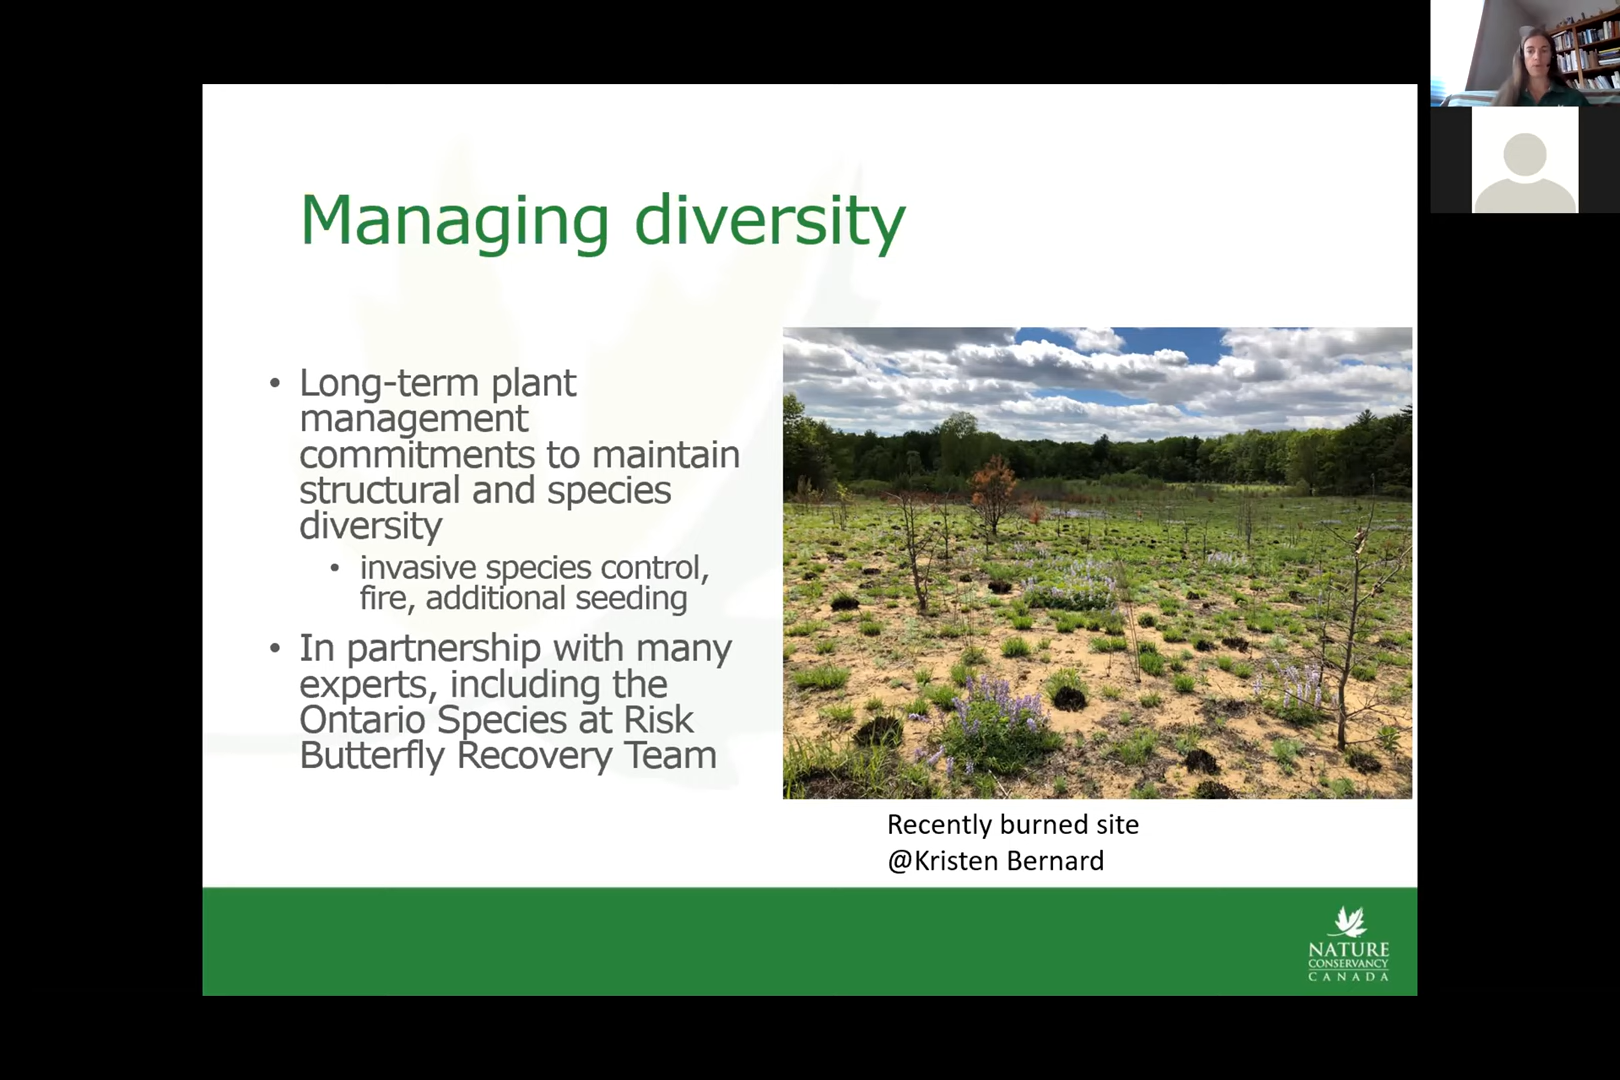 Managing diversity
• Long-term plant
management
commitments to maintain
structural and species
diversity
• invasive species control,
fire, additional seeding
• In partnership with many
experts, including the
Ontario Species at Risk
Butterfly Recovery Team
Recently burned site
@Kristen Bernard
NATURE
CONSERVANCY
CANADA